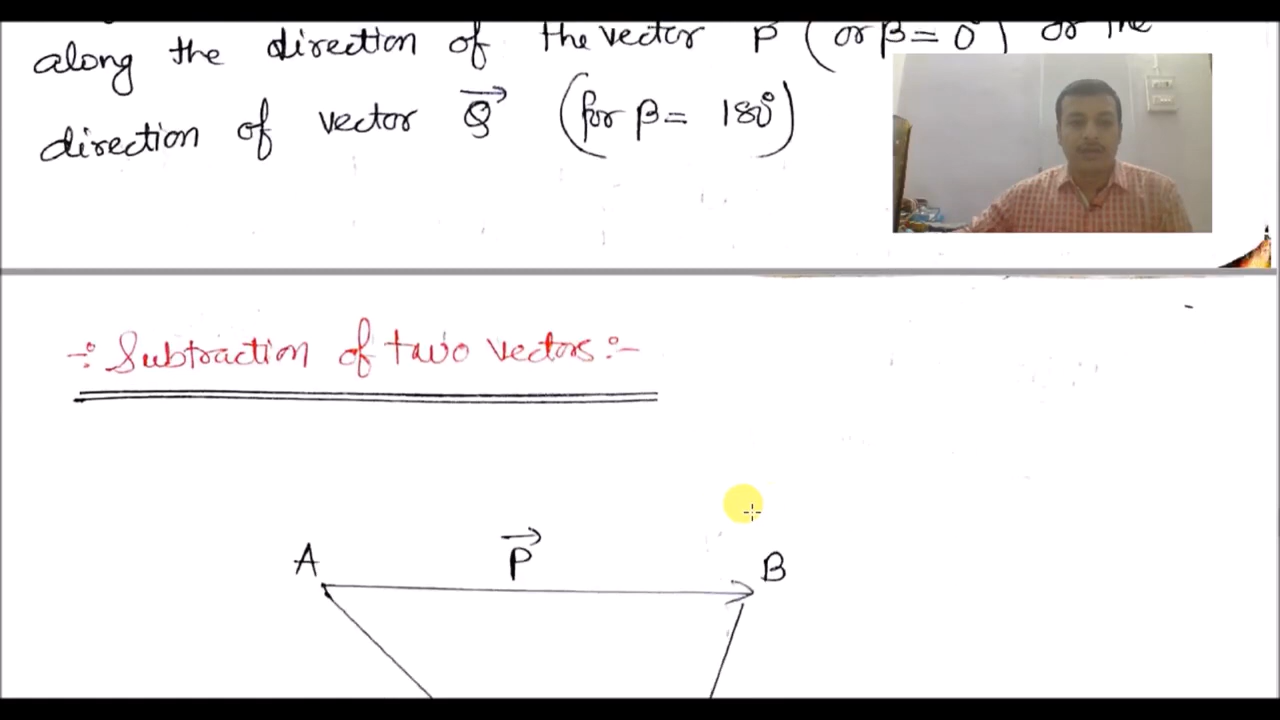 along the direction of the vector P (or β = 0°) or the
direction of vector Q⃗ (for β = 180°)
-: Subtraction of two vectors :-
P⃗
A
B